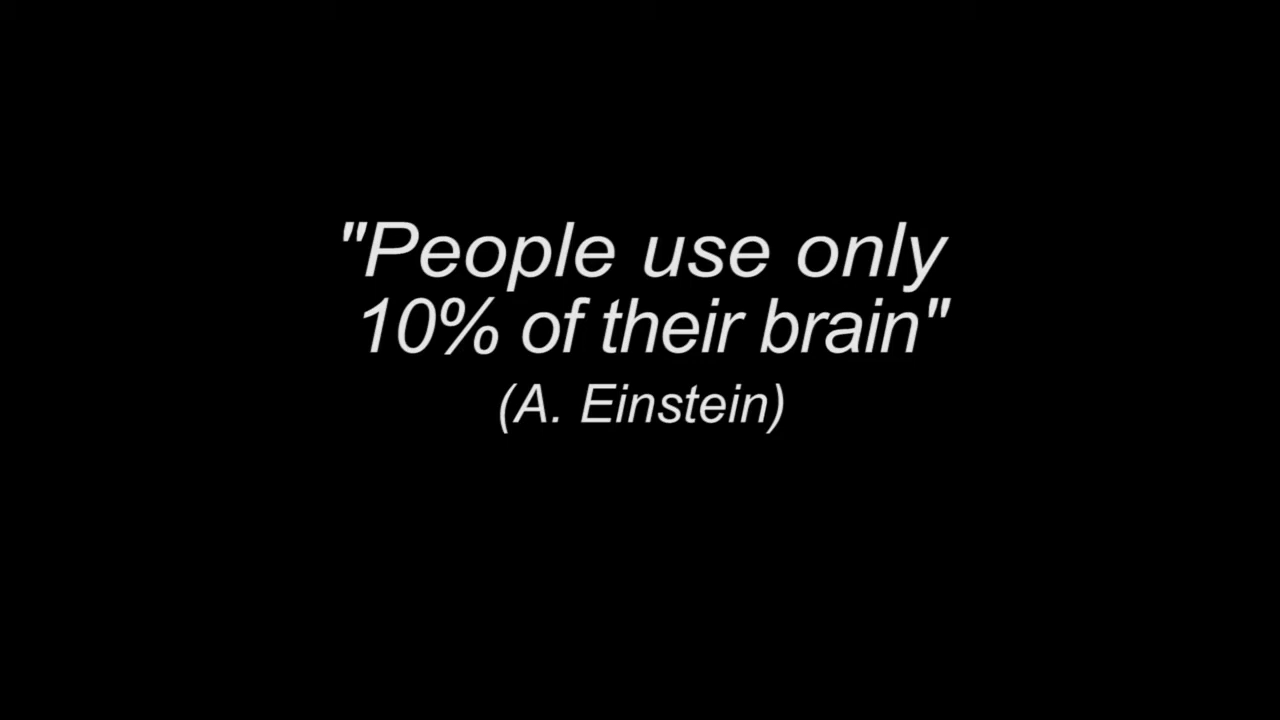 "People use only
10% of their brain"
(A. Einstein)